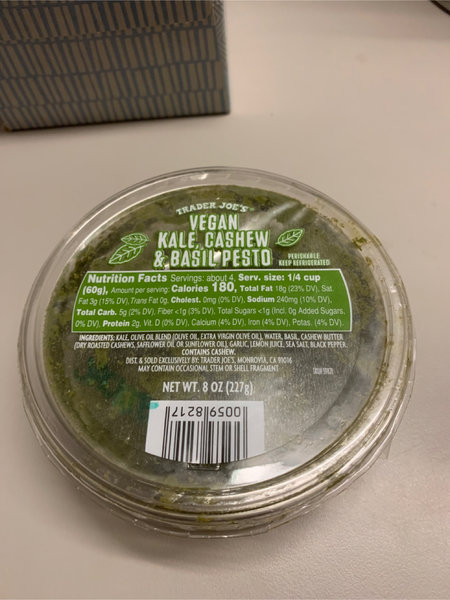 TRADER JOE'S
VEGAN
KALE, CASHEW
& BASIL PESTO
PERISHABLE
KEEP REFRIGERATED
Nutrition Facts Servings: about 4, Serv. size: 1/4 cup
(60g), Amount per serving: Calories 180, Total Fat 18g (23% DV), Sat
Fat 3g (15% DV), Trans Fat 0g, Cholest. 0mg (0% DV), Sodium 240mg (10% DV),
Total Carb. 5g (2% DV), Fiber <1g (3% DV), Total Sugars <1g (Incl. 0g Added Sugars,
0% DV), Protein 2g, Vit. D (0% DV), Calcium (4% DV), Iron (4% DV), Potas. (4% DV).
INGREDIENTS: KALE, OLIVE OIL BLEND (OLIVE OIL, EXTRA VIRGIN OLIVE OIL), WATER, BASIL, CASHEW BUTTER
(DRY ROASTED CASHEWS, SAFFLOWER OIL OR SUNFLOWER OIL), GARLIC, LEMON JUICE, SEA SALT, BLACK PEPPER.
CONTAINS CASHEW.
DIST. & SOLD EXCLUSIVELY BY: TRADER JOE'S, MONROVIA, CA 91016
MAY CONTAIN OCCASIONAL STEM OR SHELL FRAGMENT
NET WT. 8 OZ (227g)
0059 8217